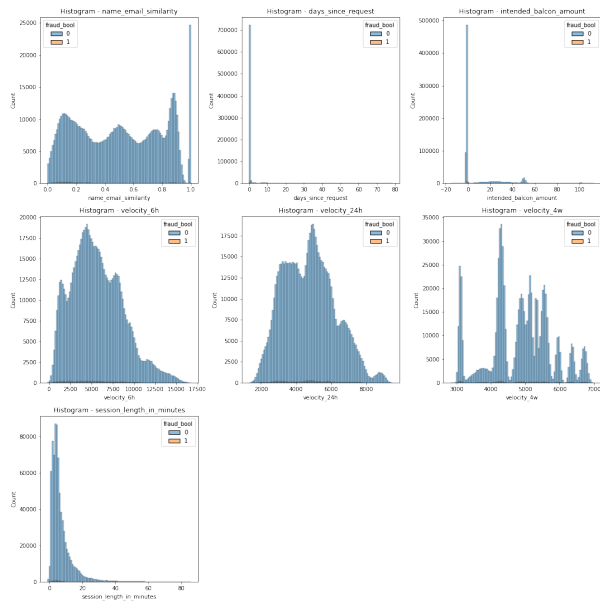 Histogram - name_email_similarity
fraud_bool
0
1
Count
25000
20000
15000
10000
5000
0
0.0 0.2 0.4 0.6 0.8 1.0
name_email_similarity
Histogram - days_since_request
fraud_bool
0
1
Count
700000
600000
500000
400000
300000
200000
100000
0
0 10 20 30 40 50 60 70 80
days_since_request
Histogram - intended_balcon_amount
fraud_bool
0
1
Count
500000
400000
300000
200000
100000
0
-20 0 20 40 60 80 100
intended_balcon_amount
Histogram - velocity_6h
fraud_bool
0
1
Count
20000
17500
15000
12500
10000
7500
5000
2500
0
0 2500 5000 7500 10000 12500 15000 17500
velocity_6h
Histogram - velocity_24h
fraud_bool
0
1
Count
17500
15000
12500
10000
7500
5000
2500
0
2000 4000 6000 8000
velocity_24h
Histogram - velocity_4w
fraud_bool
0
1
Count
35000
30000
25000
20000
15000
10000
5000
0
3000 4000 5000 6000 7000
velocity_4w
Histogram - session_length_in_minutes
fraud_bool
0
1
Count
80000
60000
40000
20000
0
0 20 40 60 80
session_length_in_minutes